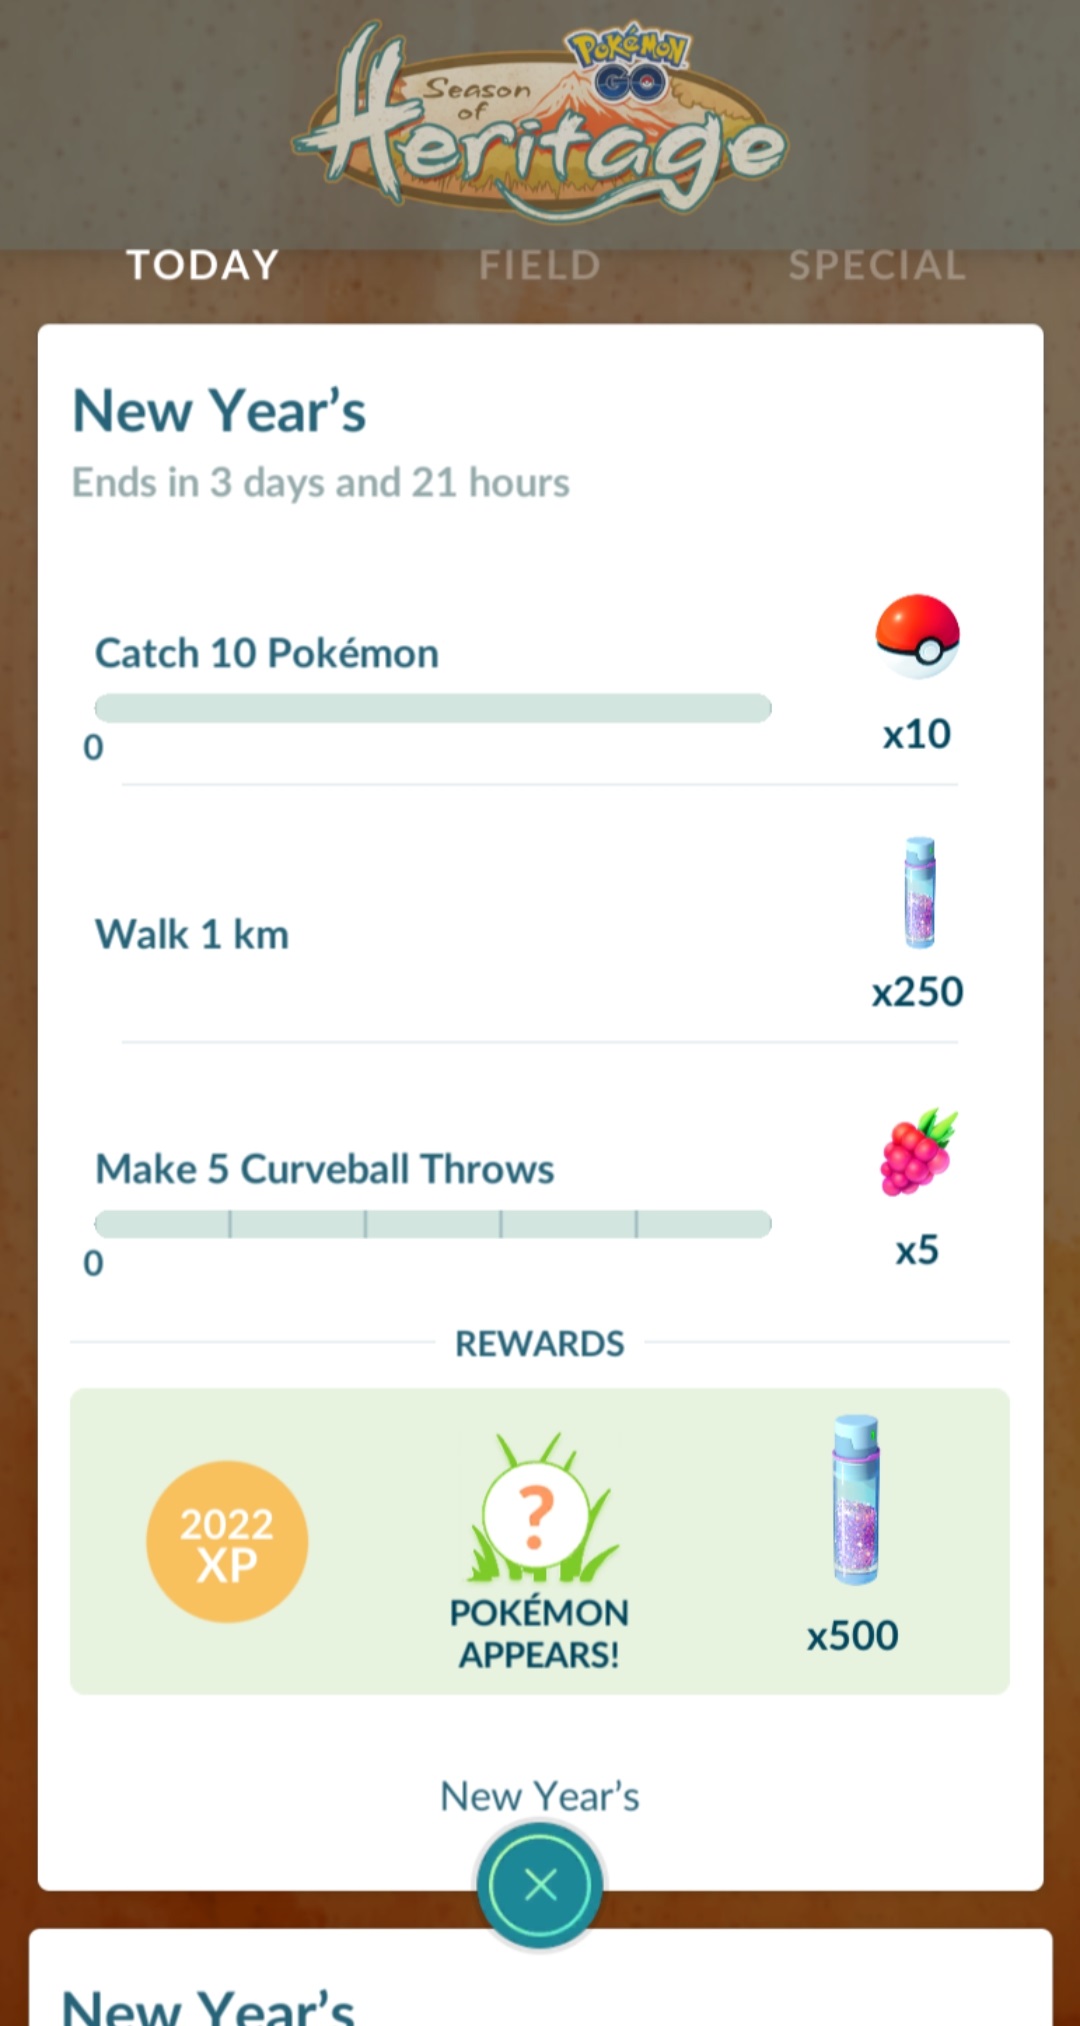 Pokémon
GO
Season
of
Heritage
TODAY
FIELD
SPECIAL
New Year's
Ends in 3 days and 21 hours
Catch 10 Pokémon
0
x10
Walk 1 km
x250
Make 5 Curveball Throws
0
x5
REWARDS
2022
XP
?
POKÉMON
APPEARS!
x500
New Year's
New Year's